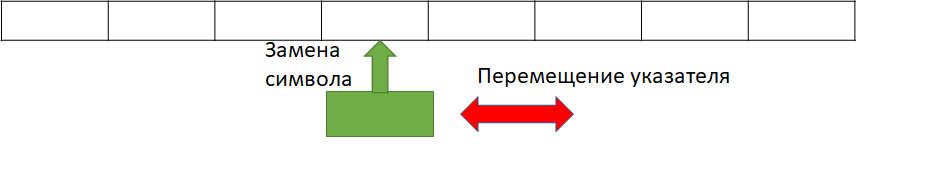 Замена
символа
Перемещение указателя